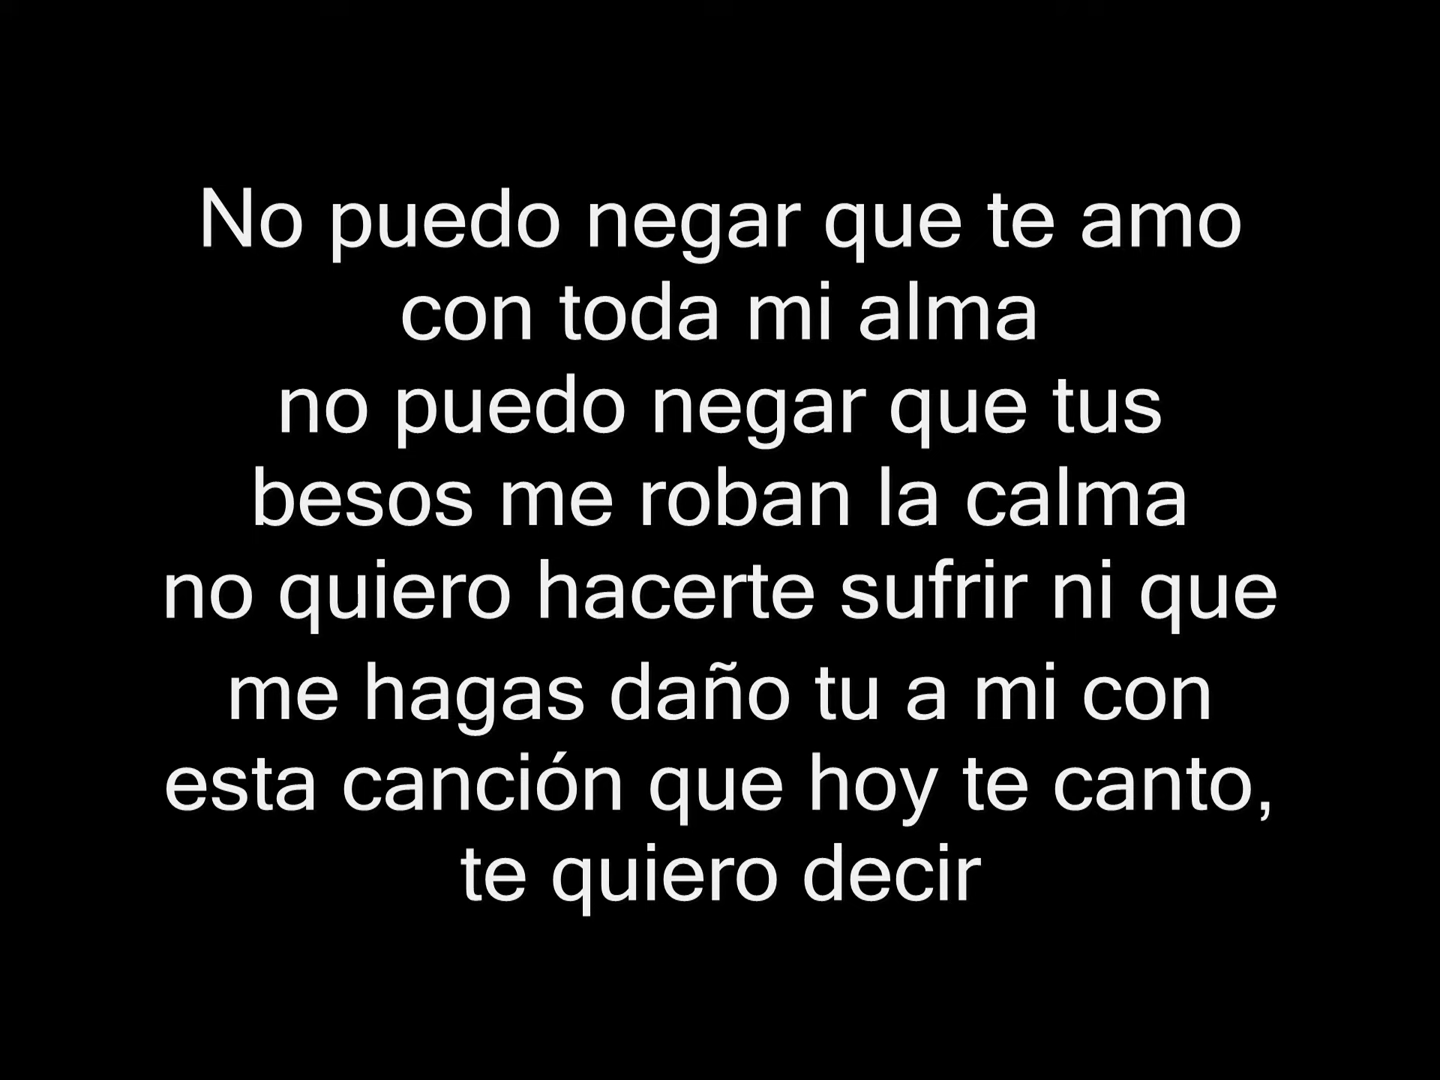 No puedo negar que te amo
con toda mi alma
no puedo negar que tus
besos me roban la calma
no quiero hacerte sufrir ni que
me hagas daño tu a mi con
esta canción que hoy te canto,
te quiero decir